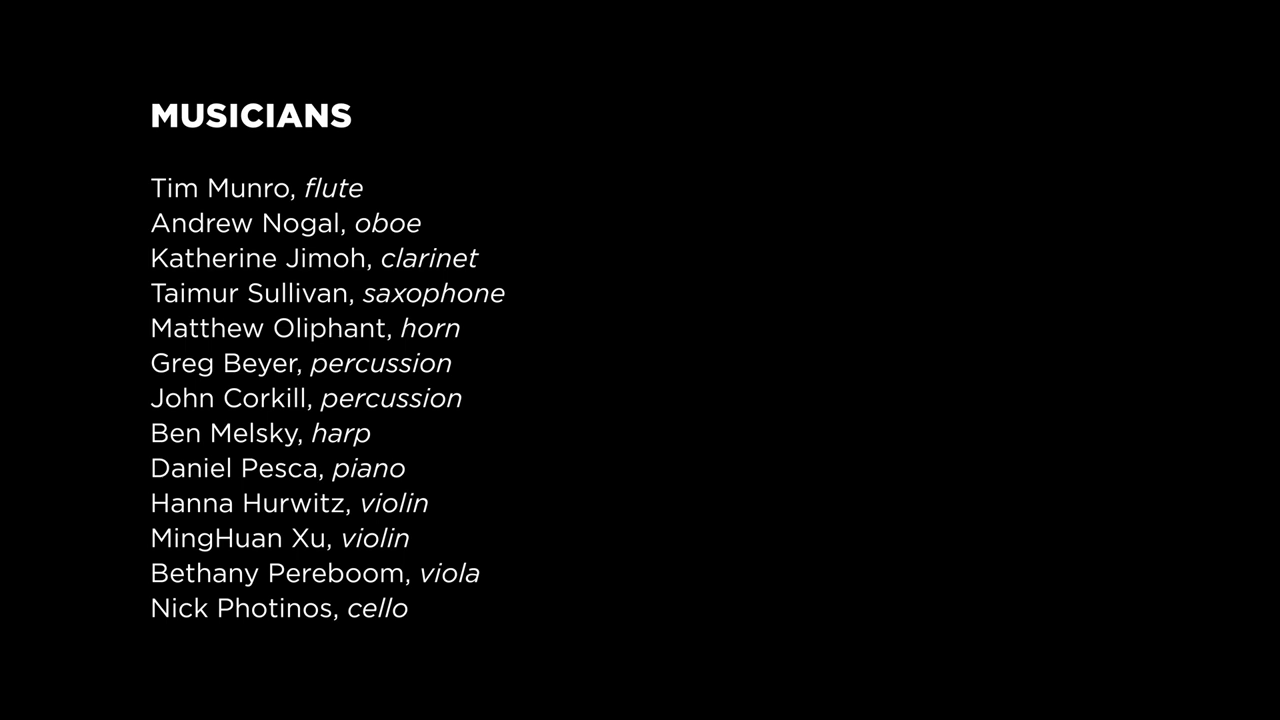 MUSICIANS
Tim Munro, flute
Andrew Nogal, oboe
Katherine Jimoh, clarinet
Taimur Sullivan, saxophone
Matthew Oliphant, horn
Greg Beyer, percussion
John Corkill, percussion
Ben Melsky, harp
Daniel Pesca, piano
Hanna Hurwitz, violin
MingHuan Xu, violin
Bethany Pereboom, viola
Nick Photinos, cello